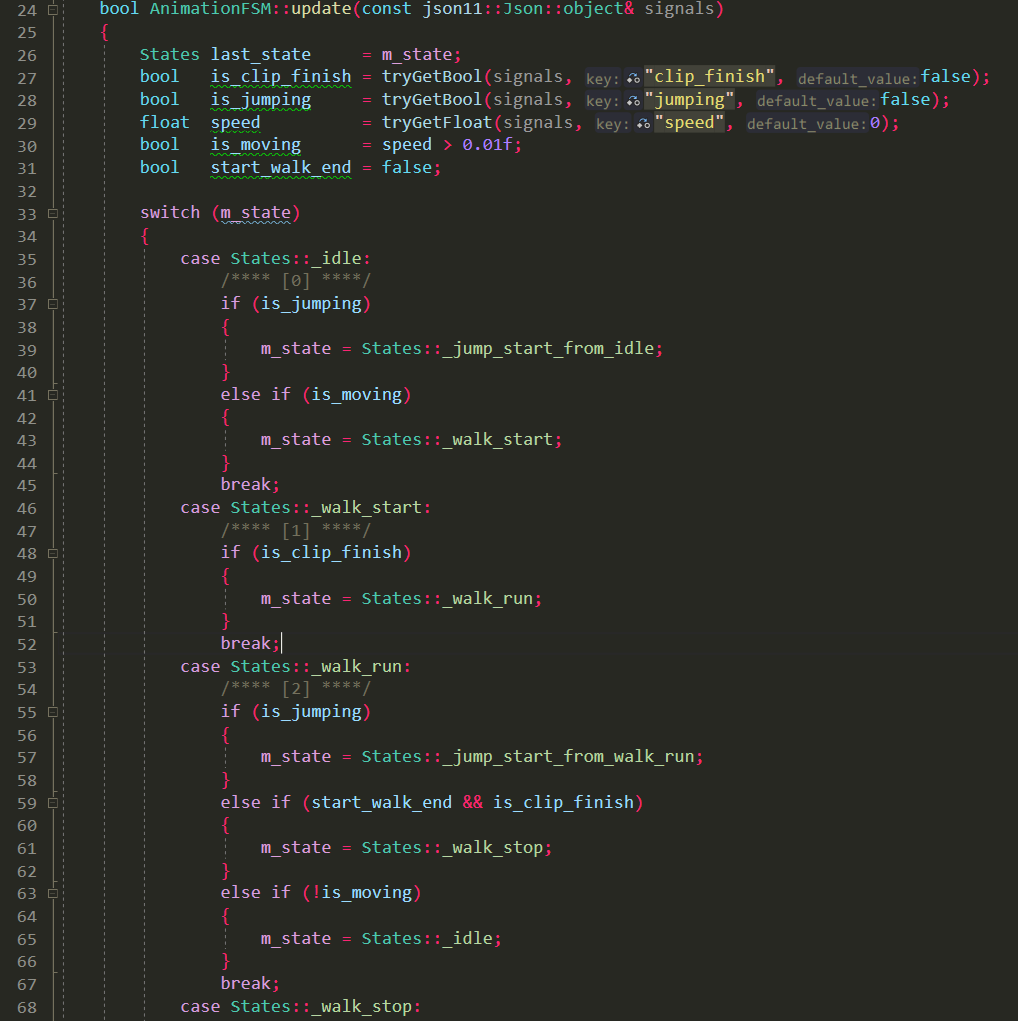 24 bool AnimationFSM::update(const json11::Json::object& signals)
25 {
26 States last_state = m_state;
27 bool is_clip_finish = tryGetBool(signals, key: "clip_finish", default_value: false);
28 bool is_jumping = tryGetBool(signals, key: "jumping", default_value: false);
29 float speed = tryGetFloat(signals, key: "speed", default_value: 0);
30 bool is_moving = speed > 0.01f;
31 bool start_walk_end = false;
32
33 switch (m_state)
34 {
35 case States::_idle:
36 /**** [0] ****/
37 if (is_jumping)
38 {
39 m_state = States::_jump_start_from_idle;
40 }
41 else if (is_moving)
42 {
43 m_state = States::_walk_start;
44 }
45 break;
46 case States::_walk_start:
47 /**** [1] ****/
48 if (is_clip_finish)
49 {
50 m_state = States::_walk_run;
51 }
52 break;
53 case States::_walk_run:
54 /**** [2] ****/
55 if (is_jumping)
56 {
57 m_state = States::_jump_start_from_walk_run;
58 }
59 else if (start_walk_end && is_clip_finish)
60 {
61 m_state = States::_walk_stop;
62 }
63 else if (!is_moving)
64 {
65 m_state = States::_idle;
66 }
67 break;
68 case States::_walk_stop: